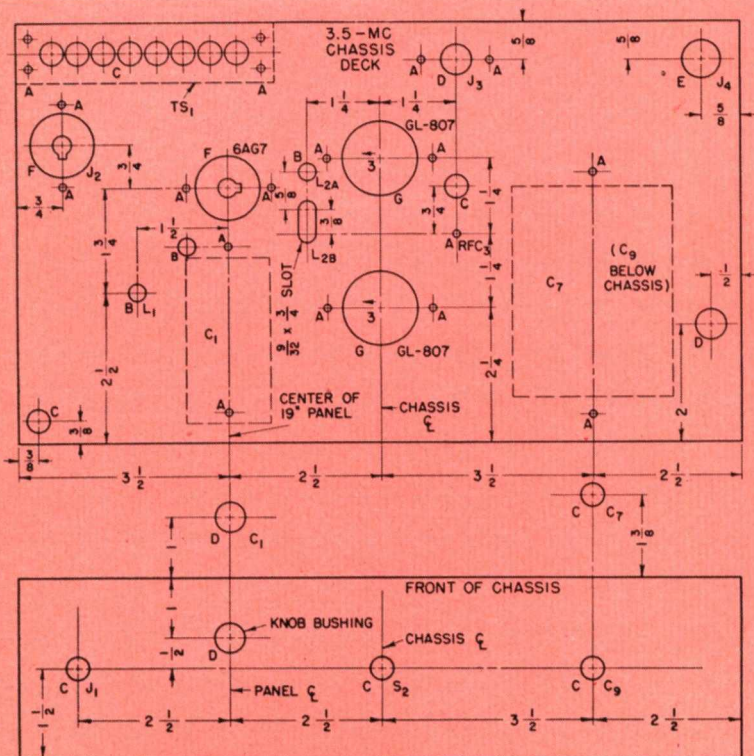 3.5-MC
CHASSIS
DECK
5/8
5/8
A
A
C
A
A
TS1
A
D
J3
A
E
J4
5/8
1 1/4
1 1/4
GL-807
A
F
J2
A
3/4
3/4
F
6AG7
A
A
B
L2A
A
3
A
G
5/8
3/8
C
3/4
1 1/4
A
RFC3
1 1/4
A
1 1/2
1 3/4
B
A
L2B
B
L1
9/32 x 3/4 SLOT
A
3
A
G
GL-807
C7
(C9
BELOW
CHASSIS)
1/2
D
2 1/2
C1
2 1/4
2
A
CENTER OF
19" PANEL
CHASSIS
℄
A
C
3/8
3/8
3 1/2
2 1/2
3 1/2
2 1/2
D
C1
C
C7
1
1 3/8
FRONT OF CHASSIS
1
KNOB BUSHING
D
CHASSIS ℄
1/2
C
J1
PANEL ℄
C
S2
C
C9
1 1/2
2 1/2
2 1/2
3 1/2
2 1/2